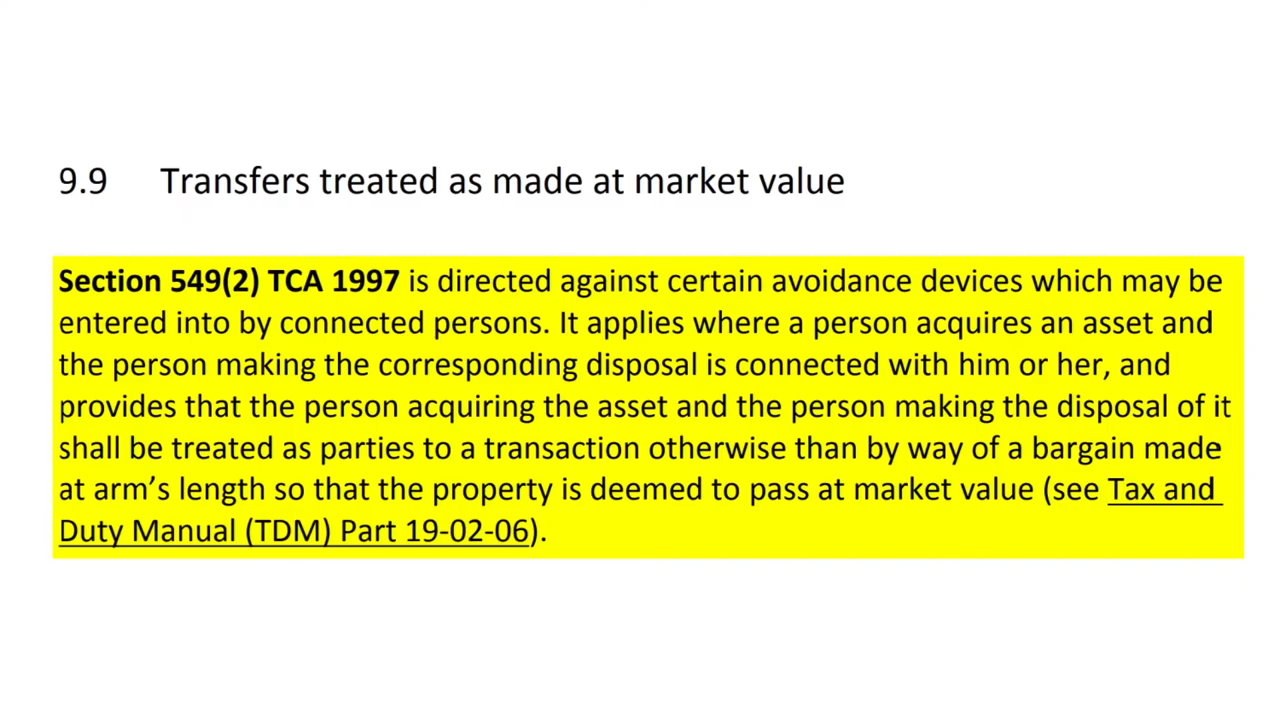 9.9 Transfers treated as made at market value
Section 549(2) TCA 1997 is directed against certain avoidance devices which may be
entered into by connected persons. It applies where a person acquires an asset and
the person making the corresponding disposal is connected with him or her, and
provides that the person acquiring the asset and the person making the disposal of it
shall be treated as parties to a transaction otherwise than by way of a bargain made
at arm’s length so that the property is deemed to pass at market value (see Tax and
Duty Manual (TDM) Part 19-02-06).